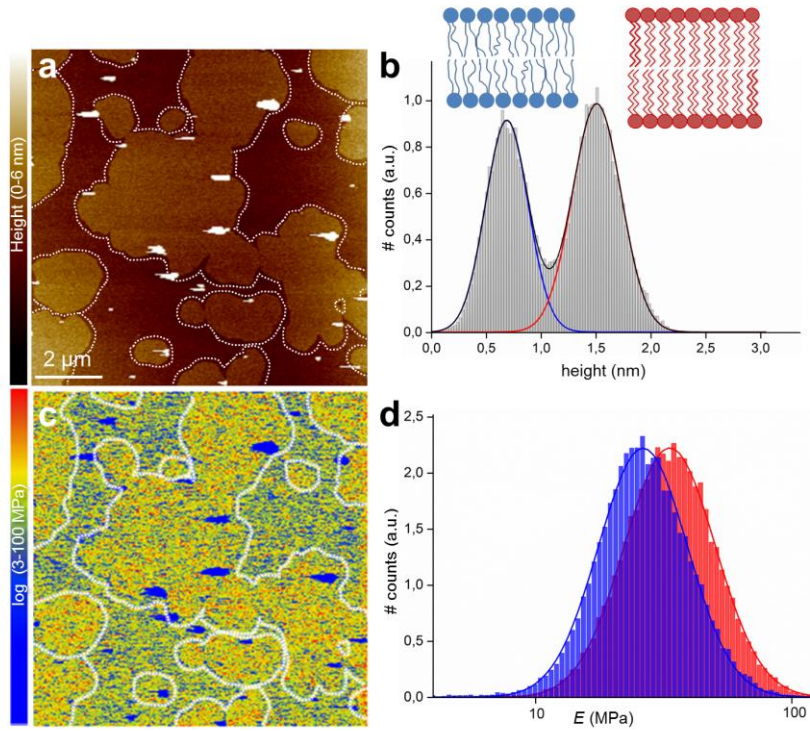 a
Height (0-6 nm)
2 µm
b
# counts (a.u.)
1,0
0,8
0,6
0,4
0,2
0,0
0,0 0,5 1,0 1,5 2,0 2,5 3,0
height (nm)
c
log (3-100 MPa)
d
# counts (a.u.)
2,5
2,0
1,5
1,0
0,5
0,0
10 100
E (MPa)